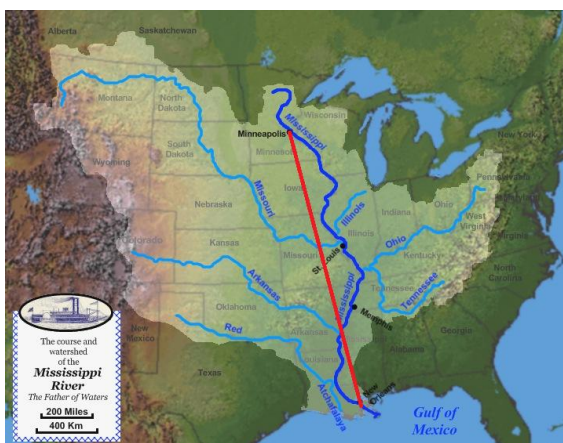 Alberta
Saskatchewan
Montana
North
Dakota
Minneapolis
Mississippi
Wisconsin
New York
South
Dakota
Minnesota
Wyoming
Iowa
Pennsylvania
Missouri
Illinois
Nebraska
Indiana
Ohio
West
Virginia
Virginia
Illinois
Ohio
Colorado
Kansas
Missouri
St. Louis
Kentucky
North
Carolina
Arkansas
Mississippi
Tennessee
Tennessee
Oklahoma
Memphis
New
Mexico
Red
Arkansas
Georgia
Alabama
Texas
Louisiana
Atchafalaya
New
Orleans
Gulf of
Mexico
The course and
watershed
of the
Mississippi
River
The Father of Waters
200 Miles
400 Km